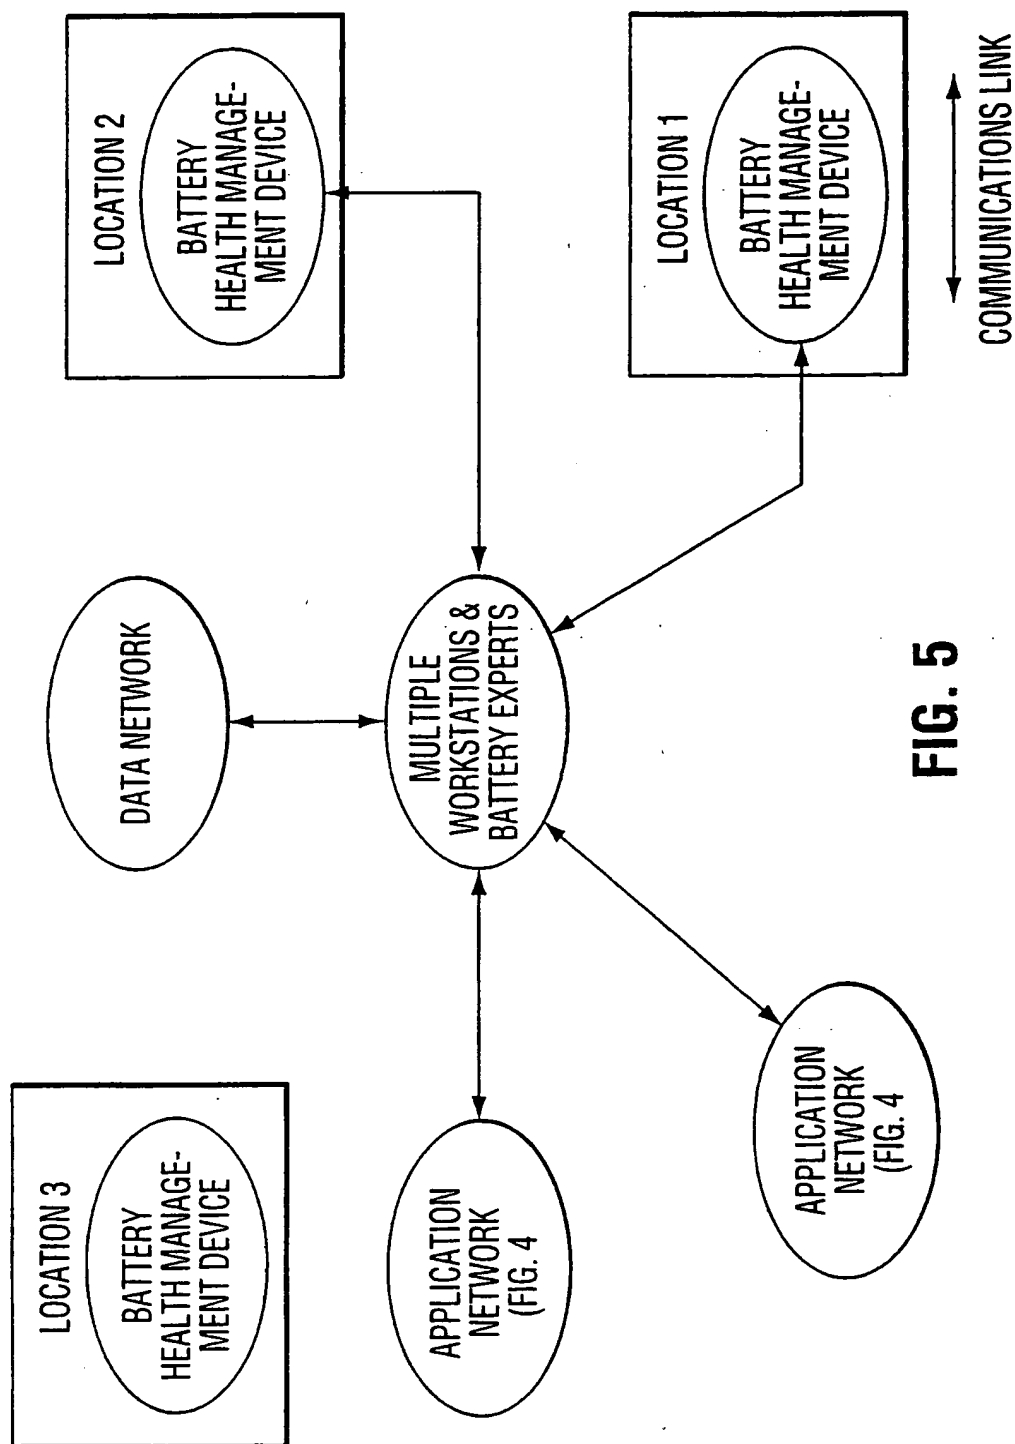 LOCATION 3
BATTERY
HEALTH MANAGE-
MENT DEVICE
DATA NETWORK
LOCATION 2
BATTERY
HEALTH MANAGE-
MENT DEVICE
APPLICATION
NETWORK
(FIG. 4
MULTIPLE
WORKSTATIONS &
BATTERY EXPERTS
APPLICATION
NETWORK
(FIG. 4
LOCATION 1
BATTERY
HEALTH MANAGE-
MENT DEVICE
COMMUNICATIONS LINK
FIG. 5